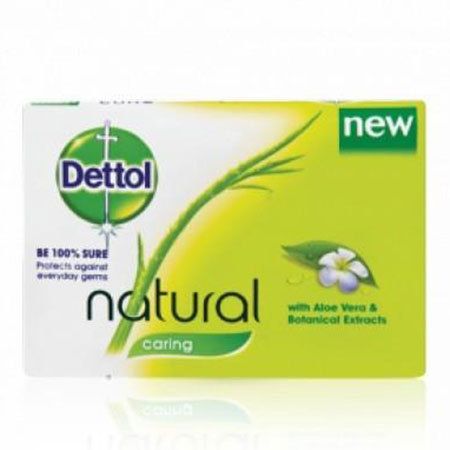 new
Dettol
BE 100% SURE
Protects against
everyday germs
natural
caring
with Aloe Vera &
Botanical Extracts